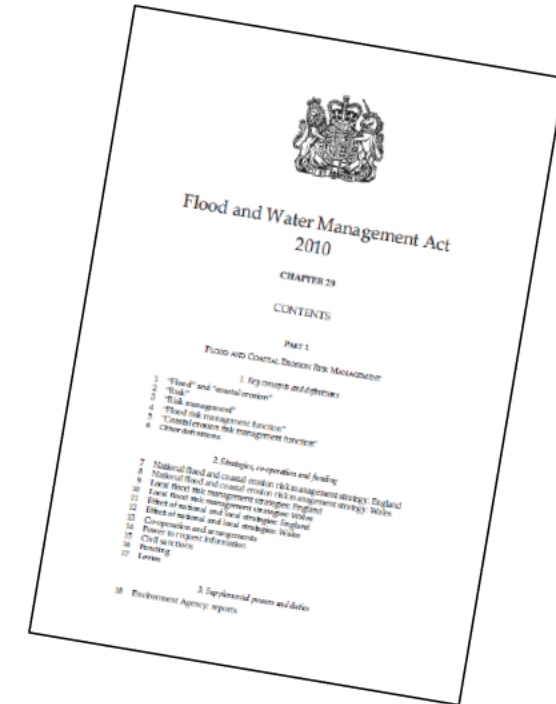 Flood and Water Management Act
2010
CHAPTER 29
CONTENTS
PART 1
FLOOD AND COASTAL EROSION RISK MANAGEMENT
1. Key concepts and definitions
1 "Flood" and "coastal erosion"
2 "Risk"
3 "Risk management"
4 "Flood risk management function"
5 "Coastal erosion risk management function"
6 Other definitions
2. Strategies, co-operation and funding
7 National flood and coastal erosion risk management strategy: England
8 National flood and coastal erosion risk management strategy: Wales
9 Local flood risk management strategies: England
10 Local flood risk management strategies: Wales
11 Effect of national and local strategies: England
12 Effect of national and local strategies: Wales
13 Co-operation and arrangements
14 Power to request information
15 Civil sanctions
16 Funding
17 Levies
3. Supplemental powers and duties
18 Environment Agency: reports